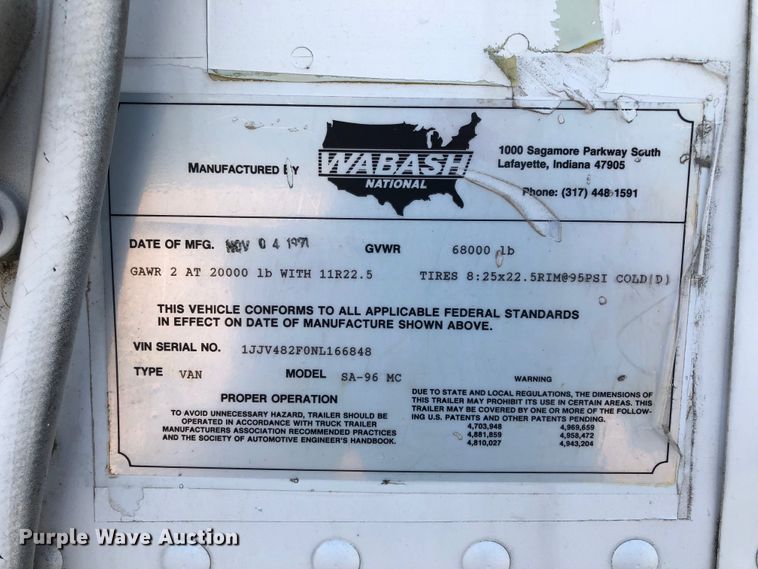 MANUFACTURED BY
WABASH
NATIONAL
1000 Sagamore Parkway South
Lafayette, Indiana 47905
Phone: (317) 448-1591
DATE OF MFG. NOV 04 1991 GVWR 68000 lb
GAWR 2 AT 20000 lb WITH 11R22.5 TIRES 8:25x22.5RIM@95PSI COLD(D)
THIS VEHICLE CONFORMS TO ALL APPLICABLE FEDERAL STANDARDS
IN EFFECT ON DATE OF MANUFACTURE SHOWN ABOVE.
VIN SERIAL NO. 1JJV482F0NL166848
TYPE VAN MODEL SA-96 MC
PROPER OPERATION
TO AVOID UNNECESSARY HAZARD, TRAILER SHOULD BE
OPERATED IN ACCORDANCE WITH TRUCK TRAILER
MANUFACTURERS ASSOCIATION RECOMMENDED PRACTICES
AND THE SOCIETY OF AUTOMOTIVE ENGINEER'S HANDBOOK.
WARNING
DUE TO STATE AND LOCAL REGULATIONS, THE DIMENSIONS OF
THIS TRAILER MAY PROHIBIT ITS USE IN CERTAIN AREAS. THIS
TRAILER MAY BE COVERED BY ONE OR MORE OF THE FOLLOW-
ING U.S. PATENTS AND OTHER PATENTS PENDING.
4,703,948 4,969,659
4,881,859 4,958,472
4,810,027 4,943,204
Purple Wave Auction